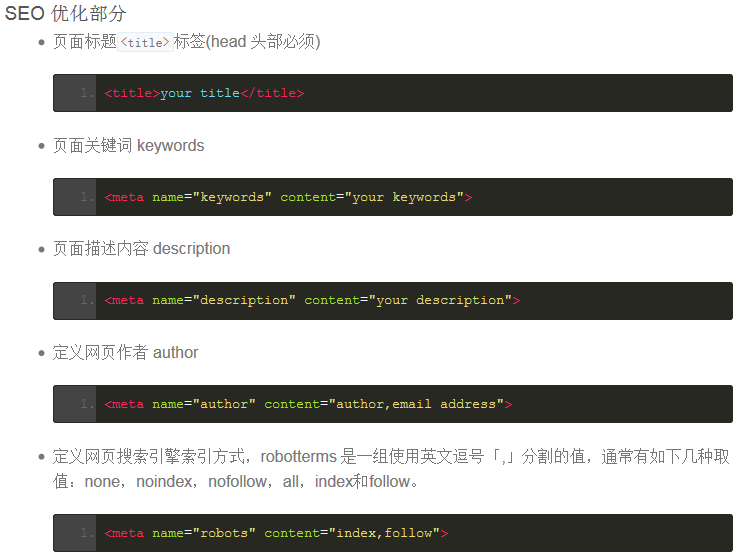 SEO 优化部分
页面标题<title>标签(head 头部必须)
1. <title>your title</title>
页面关键词 keywords
1. <meta name="keywords" content="your keywords">
页面描述内容 description
1. <meta name="description" content="your description">
定义网页作者 author
1. <meta name="author" content="author,email address">
定义网页搜索引擎索引方式，robotterms 是一组使用英文逗号「,」分割的值，通常有如下几种取
值：none，noindex，nofollow，all，index和follow。
1. <meta name="robots" content="index,follow">